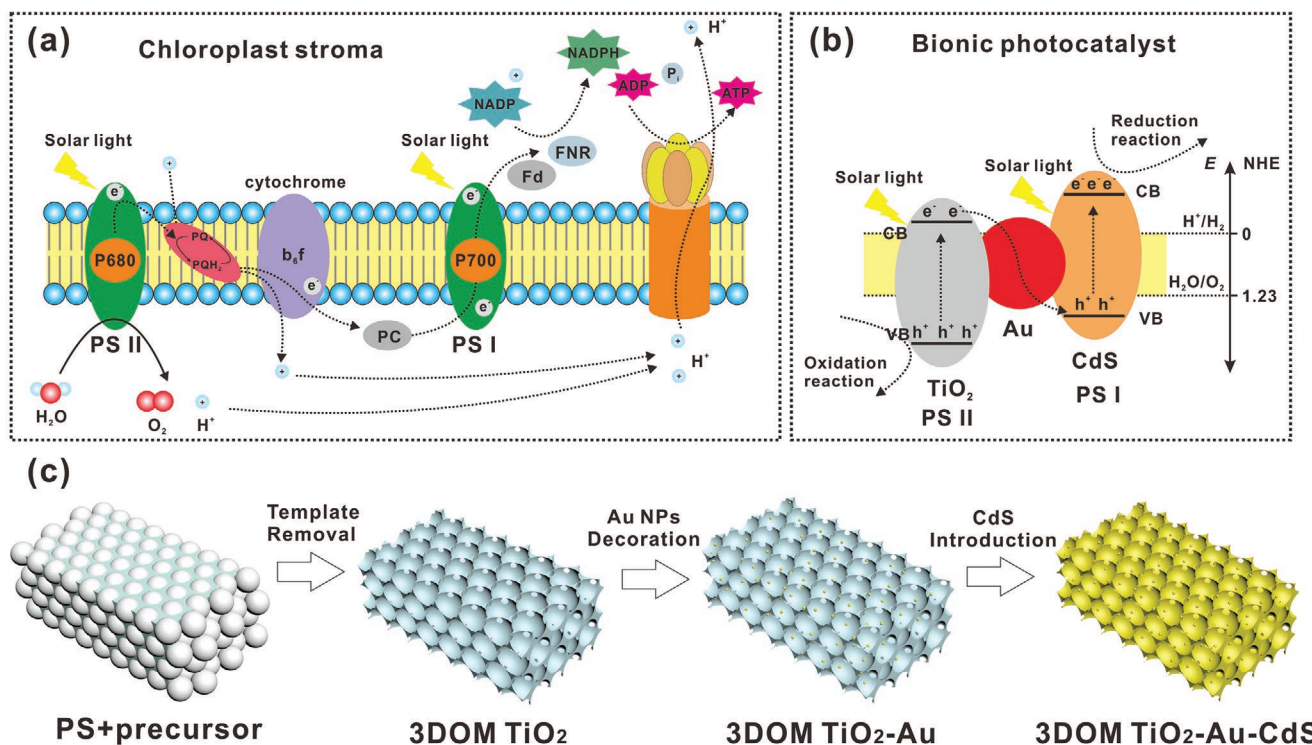 (a)
Chloroplast stroma
H⁺
NADPH
ADP
Pᵢ
ATP
NADP
FNR
Fd
Solar light
Solar light
cytochrome
e⁻
e⁻
P680
PQ
PQH₂
b₆f
P700
e⁻
e⁻
PC
PS II
PS I
H⁺
H₂O
O₂
H⁺
(b)
Bionic photocatalyst
Reduction
reaction
E
NHE
Solar light
Solar light
e⁻ e⁻ e⁻
CB
e⁻ e⁻
CB
H⁺/H₂
0
H₂O/O₂
1.23
h⁺ h⁺
VB
Au
VB
h⁺ h⁺ h⁺
CdS
PS I
Oxidation
reaction
TiO₂
PS II
(c)
Template
Removal
Au NPs
Decoration
CdS
Introduction
PS+precursor
3DOM TiO₂
3DOM TiO₂-Au
3DOM TiO₂-Au-CdS